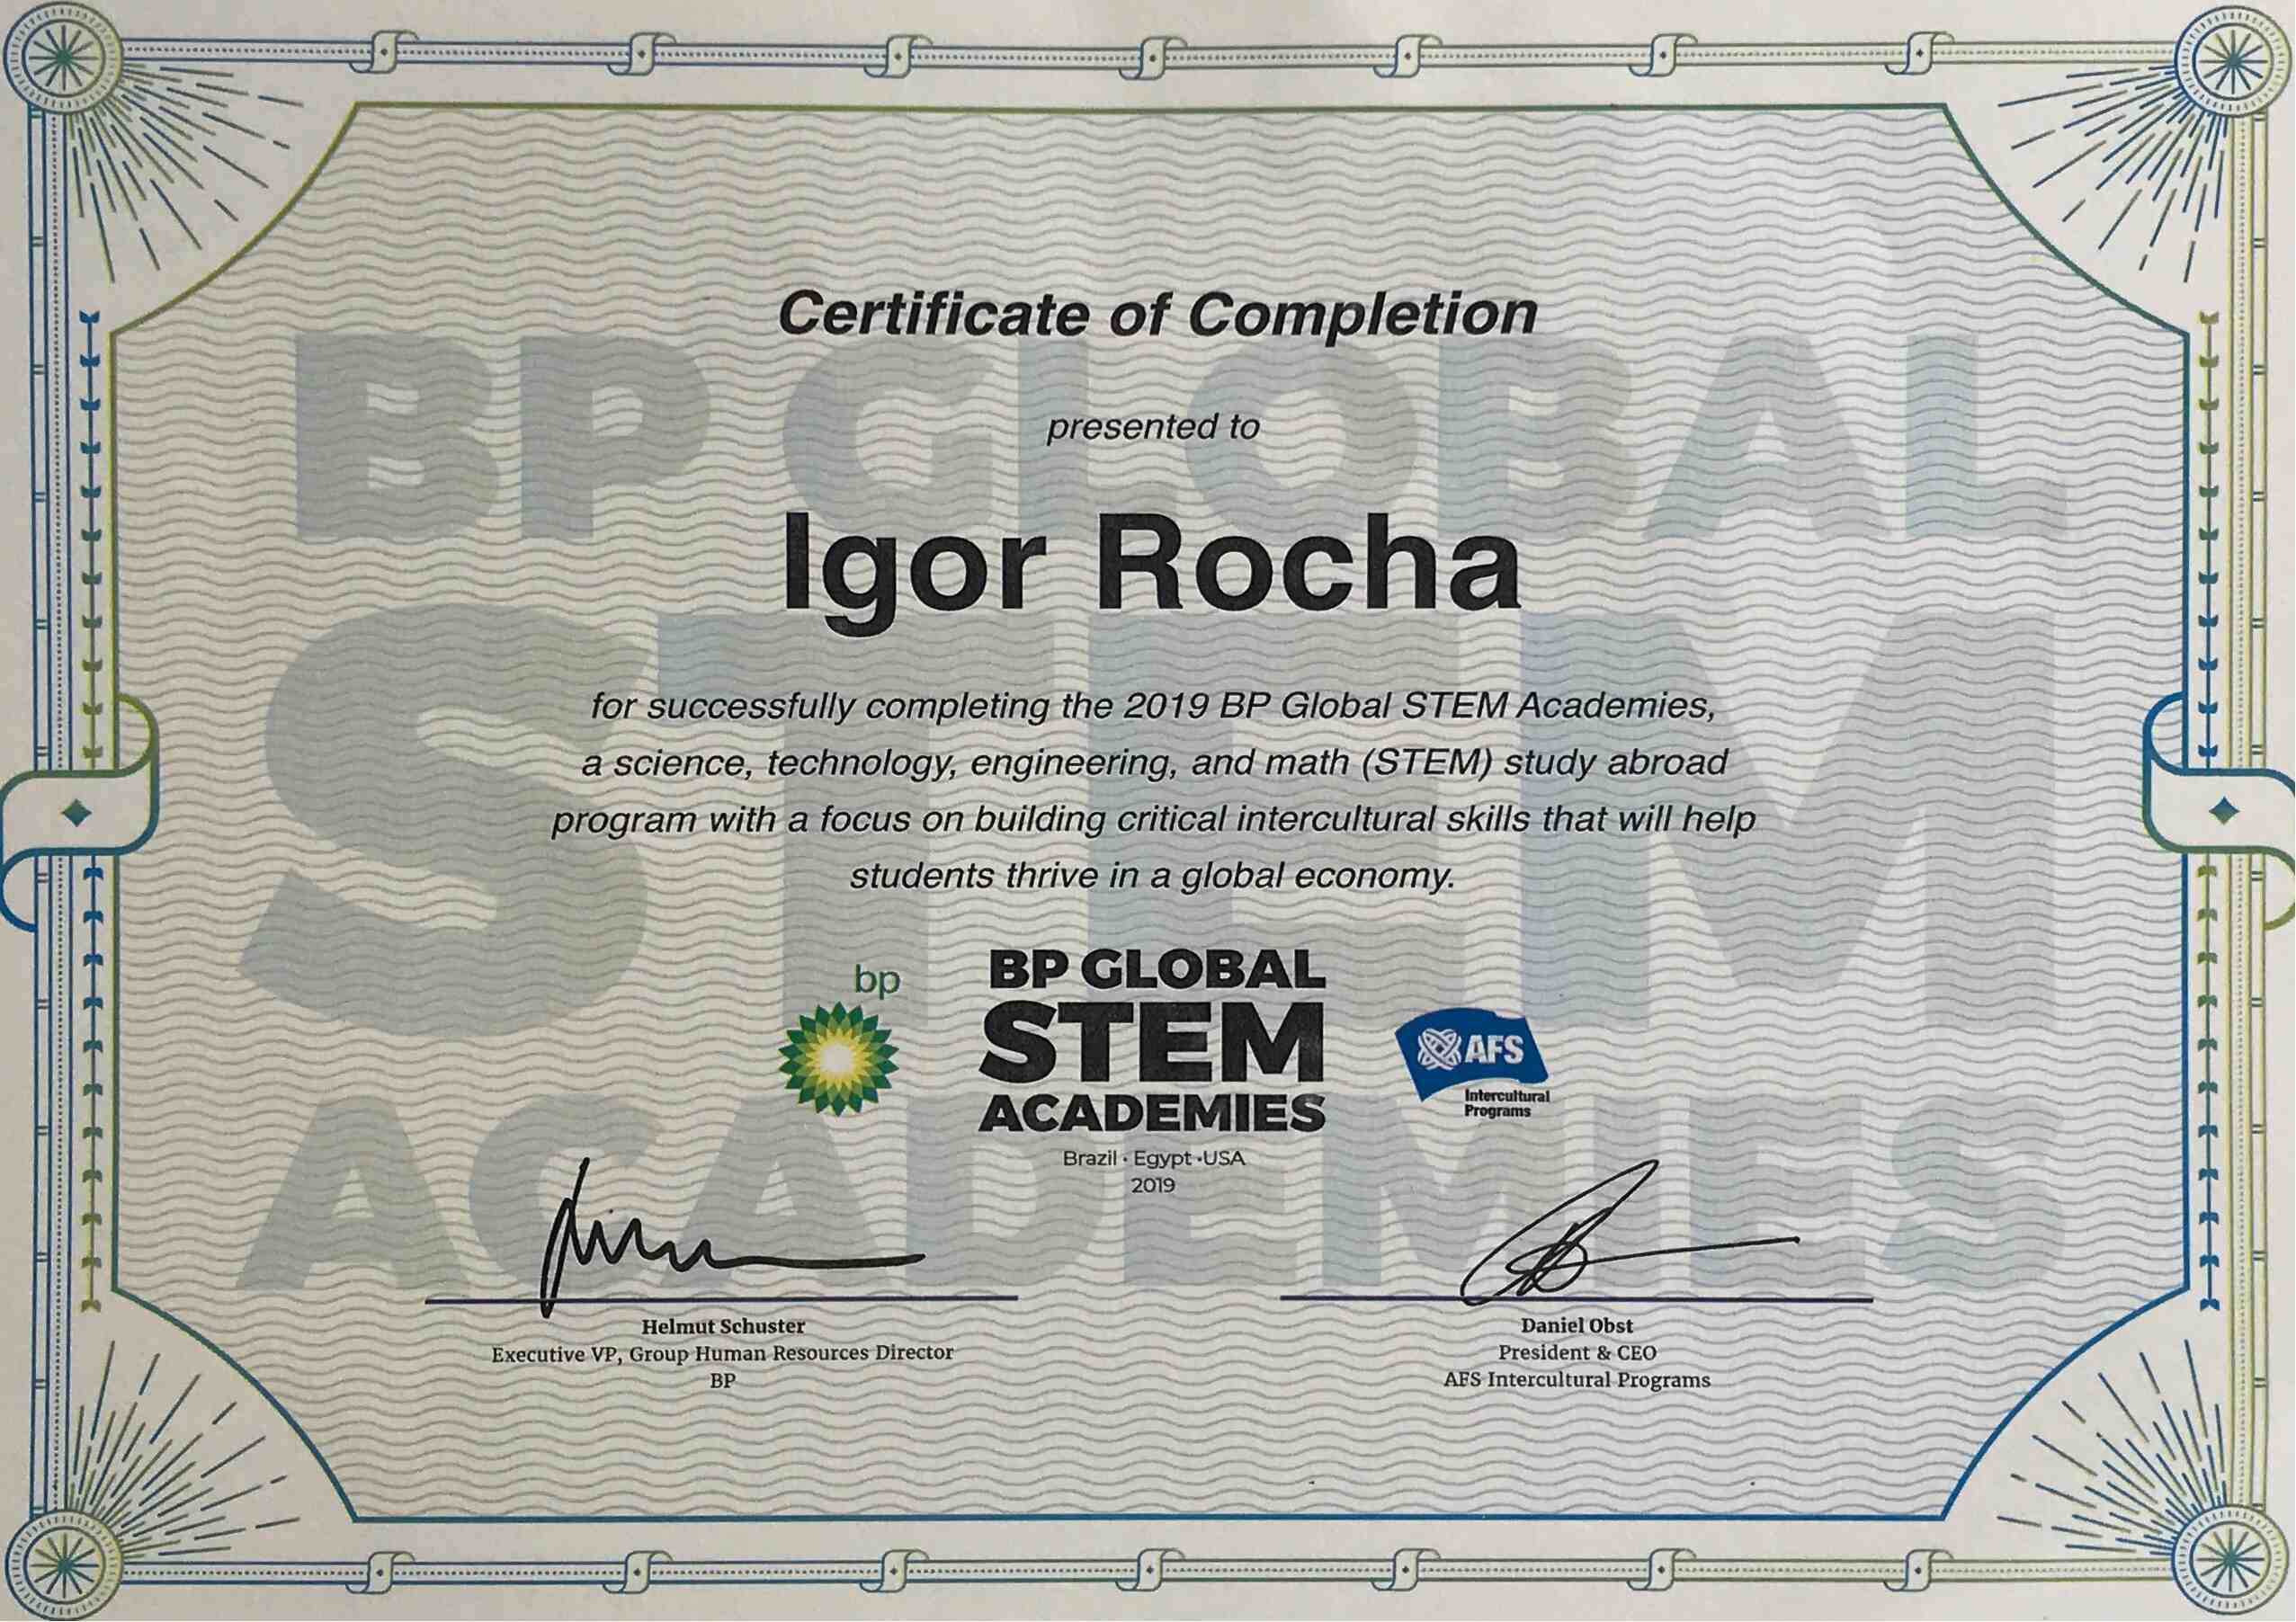 Certificate of Completion
presented to
Igor Rocha
for successfully completing the 2019 BP Global STEM Academies,
a science, technology, engineering, and math (STEM) study abroad
program with a focus on building critical intercultural skills that will help
students thrive in a global economy.
bp
BP GLOBAL
STEM
ACADEMIES
Brazil · Egypt ·USA
2019
AFS
Intercultural
Programs
Helmut Schuster
Executive VP, Group Human Resources Director
BP
Daniel Obst
President & CEO
AFS Intercultural Programs
BP GLOBAL
STEM
ACADEMIES